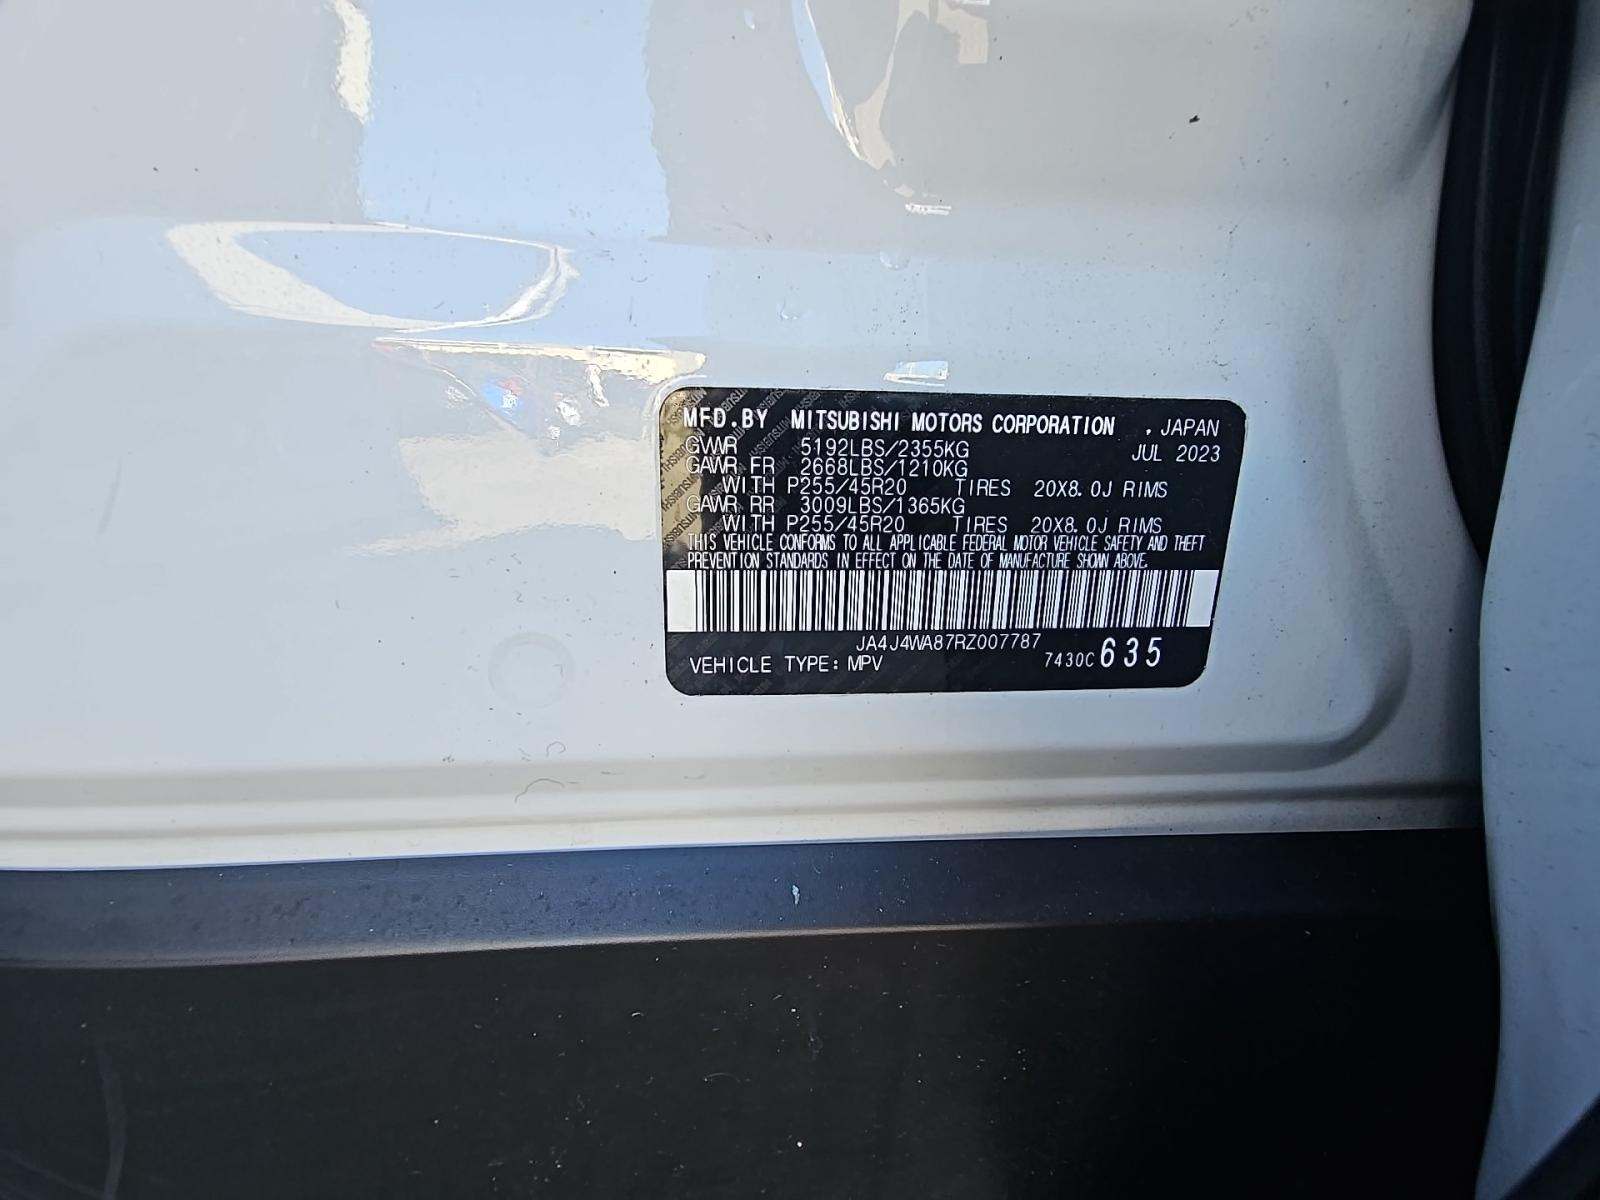 MFD.BY MITSUBISHI MOTORS CORPORATION , JAPAN
GVWR 5192LBS/2355KG JUL 2023
GAWR FR 2668LBS/1210KG
WITH P255/45R20 TIRES 20X8.0J RIMS
GAWR RR 3009LBS/1365KG
WITH P255/45R20 TIRES 20X8.0J RIMS
THIS VEHICLE CONFORMS TO ALL APPLICABLE FEDERAL MOTOR VEHICLE SAFETY AND THEFT
PREVENTION STANDARDS IN EFFECT ON THE DATE OF MANUFACTURE SHOWN ABOVE.
JA4J4WA87RZ007787
VEHICLE TYPE: MPV 7430C 635